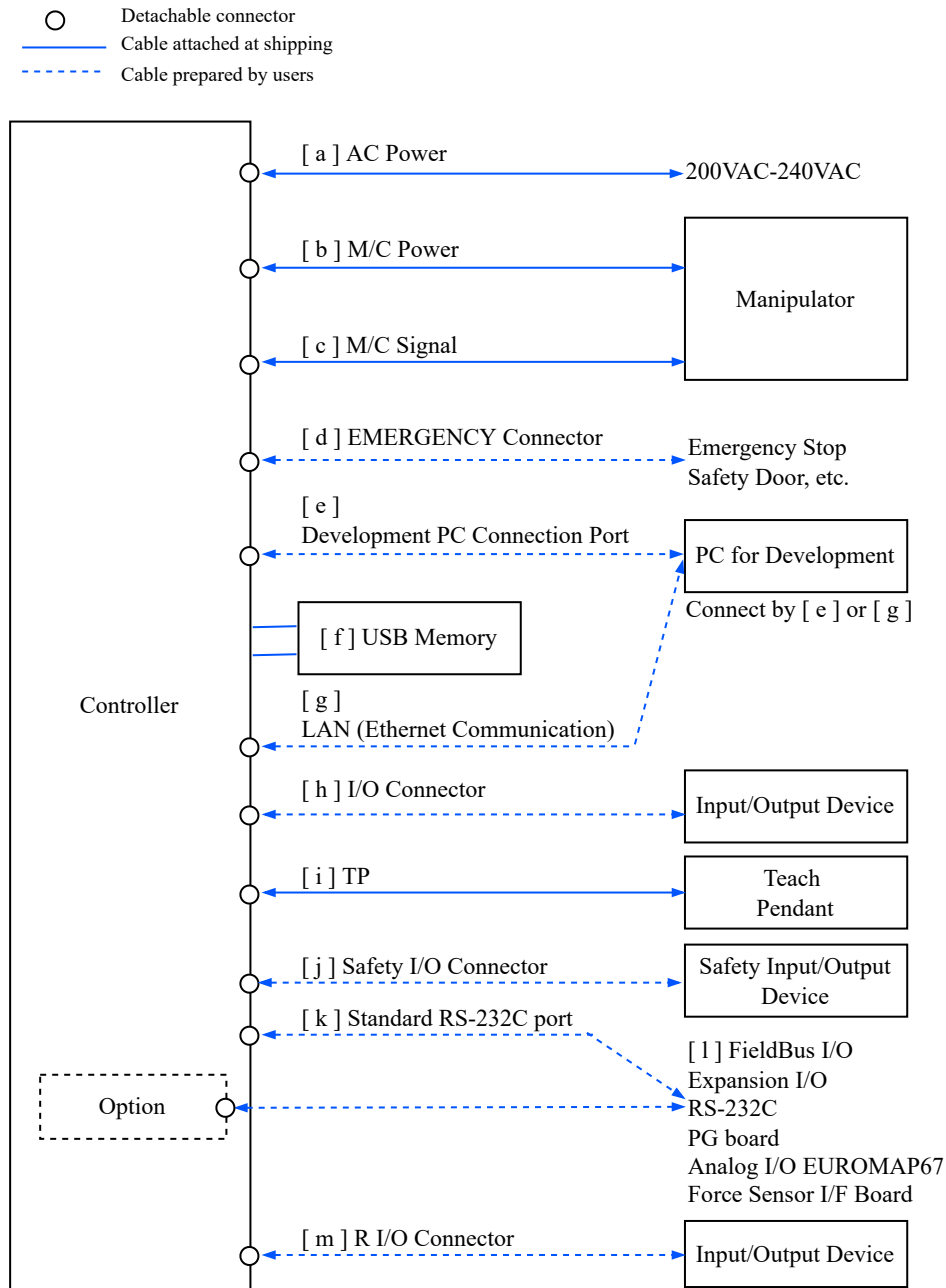 Detachable connector
Cable attached at shipping
Cable prepared by users
[ a ] AC Power
200VAC-240VAC
[ b ] M/C Power
Manipulator
[ c ] M/C Signal
[ d ] EMERGENCY Connector
Emergency Stop
Safety Door, etc.
[ e ]
Development PC Connection Port
PC for Development
Connect by [ e ] or [ g ]
[ f ] USB Memory
Controller
[ g ]
LAN (Ethernet Communication)
[ h ] I/O Connector
Input/Output Device
[ i ] TP
Teach
Pendant
[ j ] Safety I/O Connector
Safety Input/Output
Device
[ k ] Standard RS-232C port
Option
[ l ] FieldBus I/O
Expansion I/O
RS-232C
PG board
Analog I/O EUROMAP67
Force Sensor I/F Board
[ m ] R I/O Connector
Input/Output Device